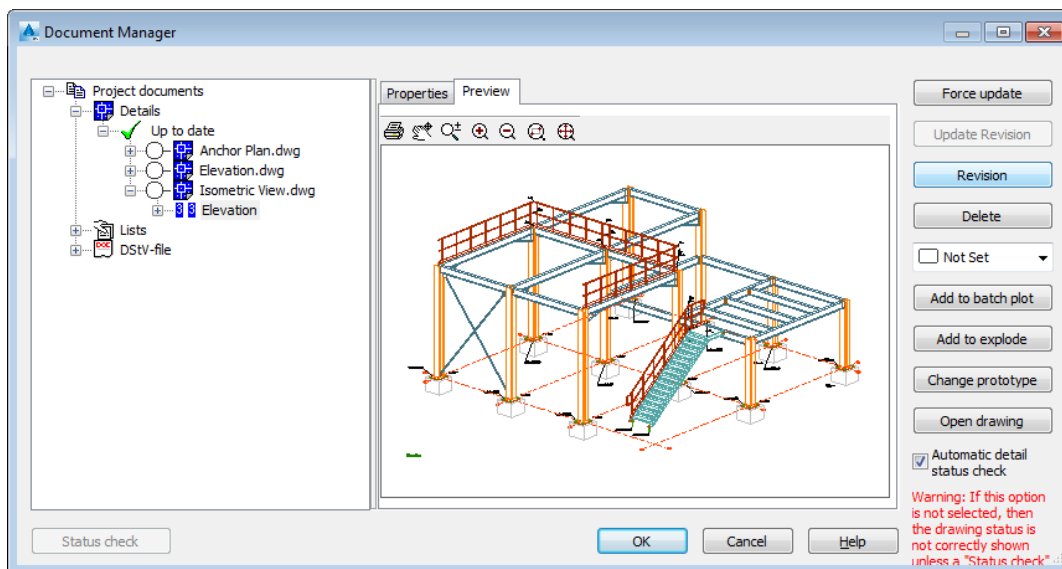 Document Manager
Project documents
Details
Up to date
Anchor Plan.dwg
Elevation.dwg
Isometric View.dwg
Elevation
Lists
DStV-file
Properties
Preview
Force update
Update Revision
Revision
Delete
Not Set
Add to batch plot
Add to explode
Change prototype
Open drawing
Automatic detail
status check
Warning: If this option
is not selected, then
the drawing status is
not correctly shown
unless a "Status check"
Status check
OK
Cancel
Help